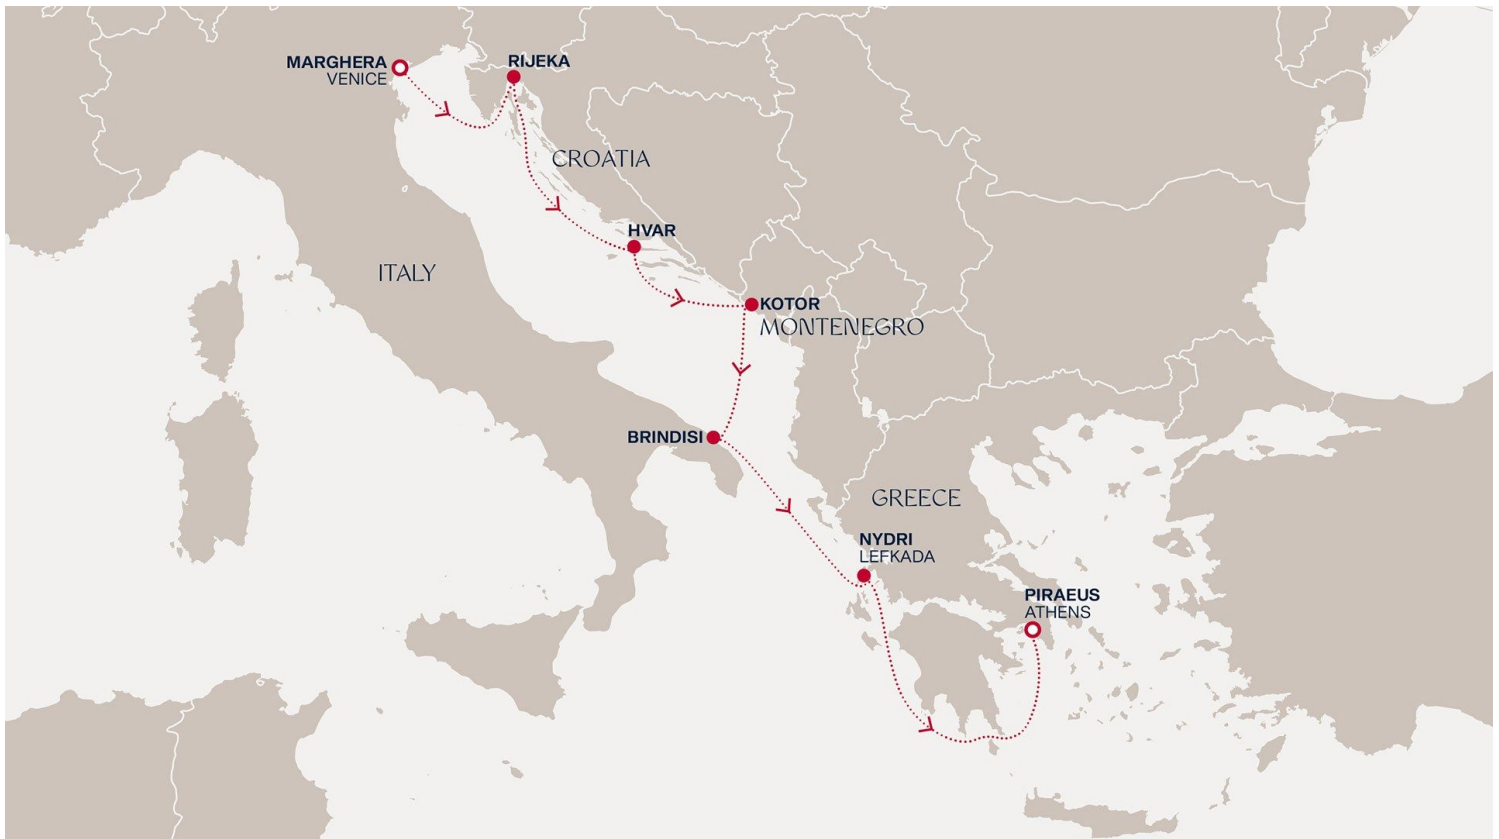 MARGHERA
VENICE
RIJEKA
CROATIA
HVAR
ITALY
KOTOR
MONTENEGRO
BRINDISI
GREECE
NYDRI
LEFKADA
PIRAEUS
ATHENS